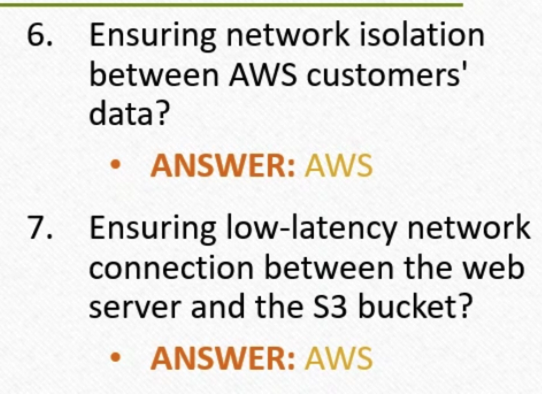 6. Ensuring network isolation
between AWS customers'
data?
• ANSWER: AWS
7. Ensuring low-latency network
connection between the web
server and the S3 bucket?
• ANSWER: AWS